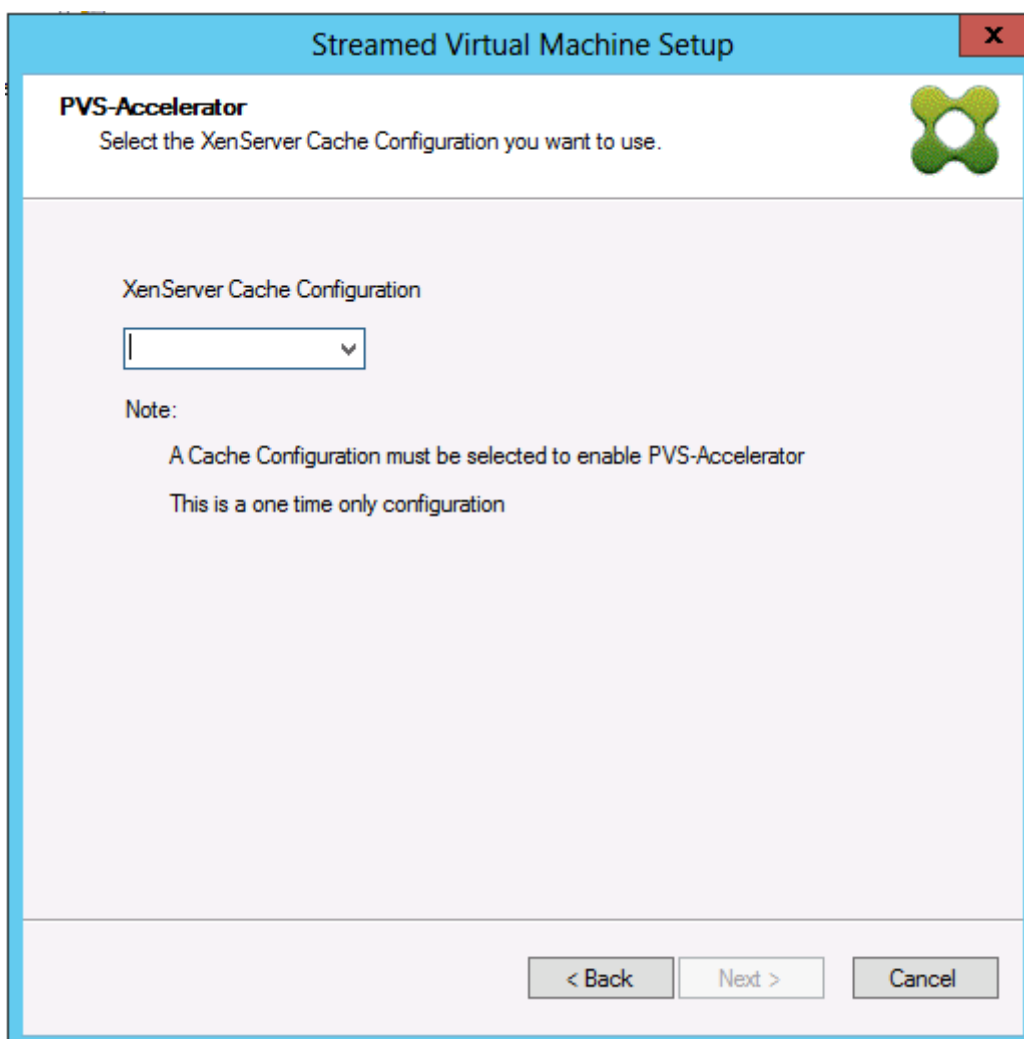 Streamed Virtual Machine Setup
x
PVS-Accelerator
Select the XenServer Cache Configuration you want to use.
XenServer Cache Configuration
Note:
A Cache Configuration must be selected to enable PVS-Accelerator
This is a one time only configuration
< Back Next > Cancel